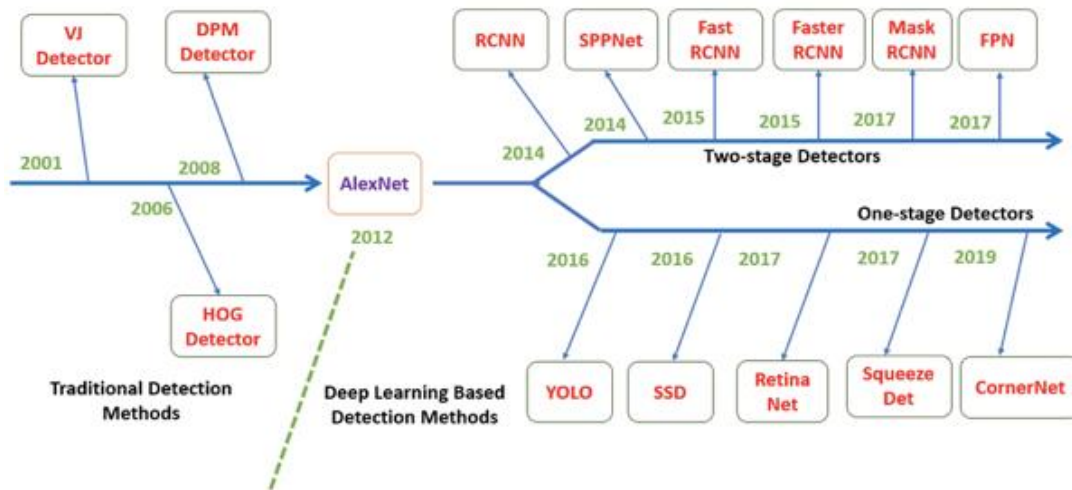 VJ
Detector
DPM
Detector
RCNN
SPPNet
Fast
RCNN
Faster
RCNN
Mask
RCNN
FPN
2001
2006
2008
AlexNet
2012
2014
2014
2015
2015
2017
2017
Two-stage Detectors
One-stage Detectors
2016
2016
2017
2017
2019
HOG
Detector
Traditional Detection
Methods
Deep Learning Based
Detection Methods
YOLO
SSD
Retina
Net
Squeeze
Det
CornerNet